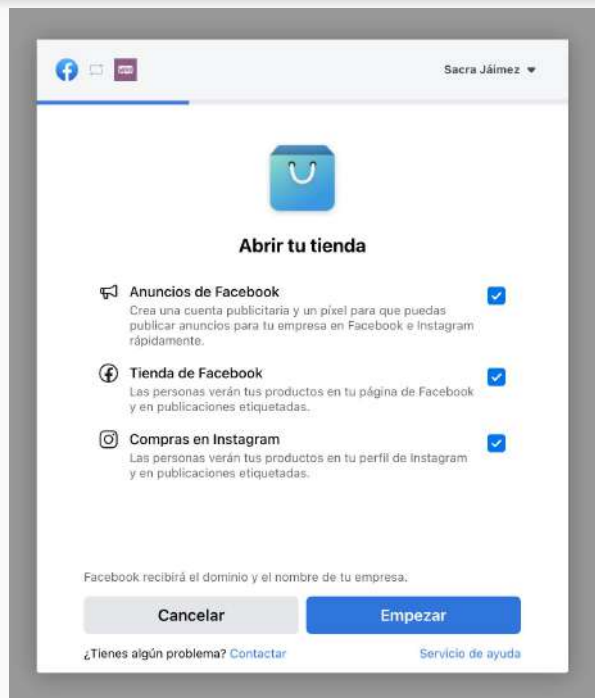 Sacra Jáimez
Abrir tu tienda
Anuncios de Facebook
Crea una cuenta publicitaria y un píxel para que puedas
publicar anuncios para tu empresa en Facebook e Instagram
rápidamente.
Tienda de Facebook
Las personas verán tus productos en tu página de Facebook
y en publicaciones etiquetadas.
Compras en Instagram
Las personas verán tus productos en tu perfil de Instagram
y en publicaciones etiquetadas.
Facebook recibirá el dominio y el nombre de tu empresa.
Cancelar
Empezar
¿Tienes algún problema? Contactar
Servicio de ayuda